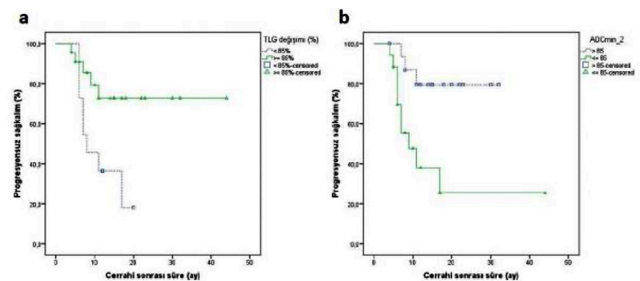 a
TLG değişimi (%)
< 85%
>= 85%
< 85%-censored
>= 85%-censored
100,0
80,0
60,0
40,0
20,0
0,0
Progresyonsuz sağkalım (%)
0 10 20 30 40 50
Cerrahi sonrası süre (ay)
b
ADCmin_2
> 85
<= 85
> 85-censored
<= 85-censored
100,0
80,0
60,0
40,0
20,0
0,0
Progresyonsuz sağkalım (%)
0 10 20 30 40 50
Cerrahi sonrası süre (ay)